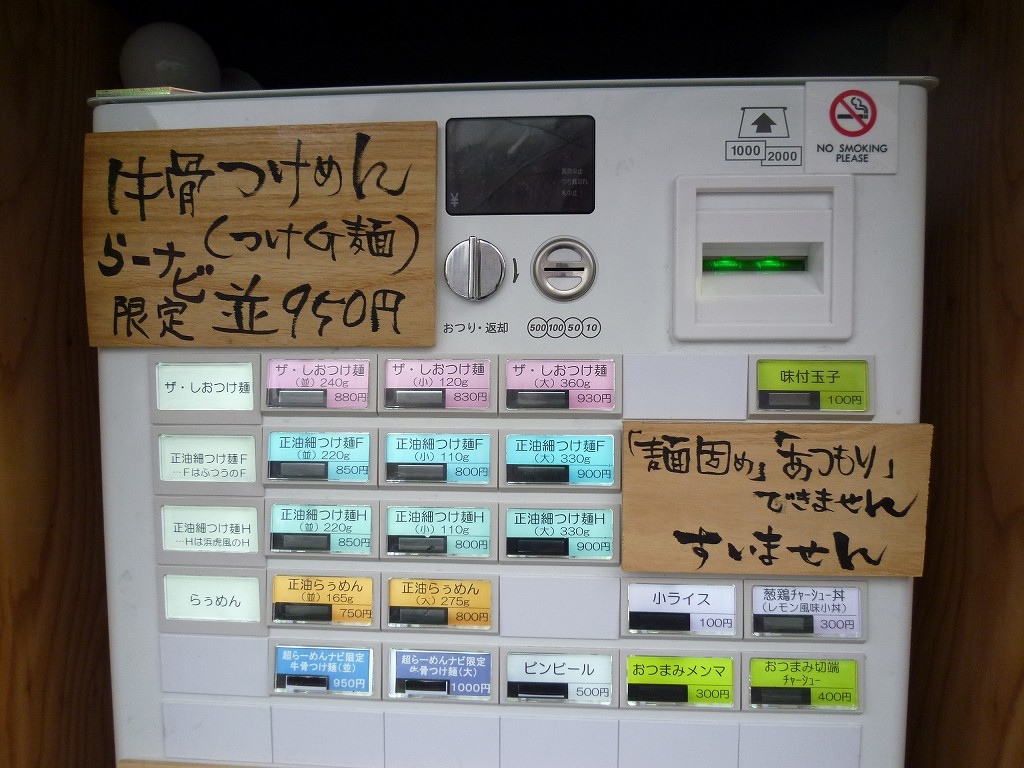 牛骨つけめん
(つけG麺)
らーナビ
限定 並950円
¥
おつり・返却
500 100 50 10
1000 2000
NO SMOKING
PLEASE
ザ・しおつけ麺
ザ・しおつけ麺
(並) 240g
880円
ザ・しおつけ麺
(小) 120g
830円
ザ・しおつけ麺
(大) 360g
930円
味付玉子
100円
正油細つけ麺F
…FはふつうのF
正油細つけ麺F
(並) 220g
850円
正油細つけ麺F
(小) 110g
800円
正油細つけ麺F
(大) 330g
900円
「麺固め」「あつもり」
できません
すいません
正油細つけ麺H
…Hは浜虎風のH
正油細つけ麺H
(並) 220g
850円
正油細つけ麺H
(小) 110g
800円
正油細つけ麺H
(大) 330g
900円
らぅめん
正油らぅめん
(並) 165g
750円
正油らぅめん
(大) 275g
800円
小ライス
100円
葱鶏チャーシュー丼
(レモン風味小丼)
300円
超らーめんナビ限定
牛骨つけ麺(並)
950円
超らーめんナビ限定
牛骨つけ麺(大)
1000円
ビンビール
500円
おつまみメンマ
300円
おつまみ切端
チャーシュー
400円